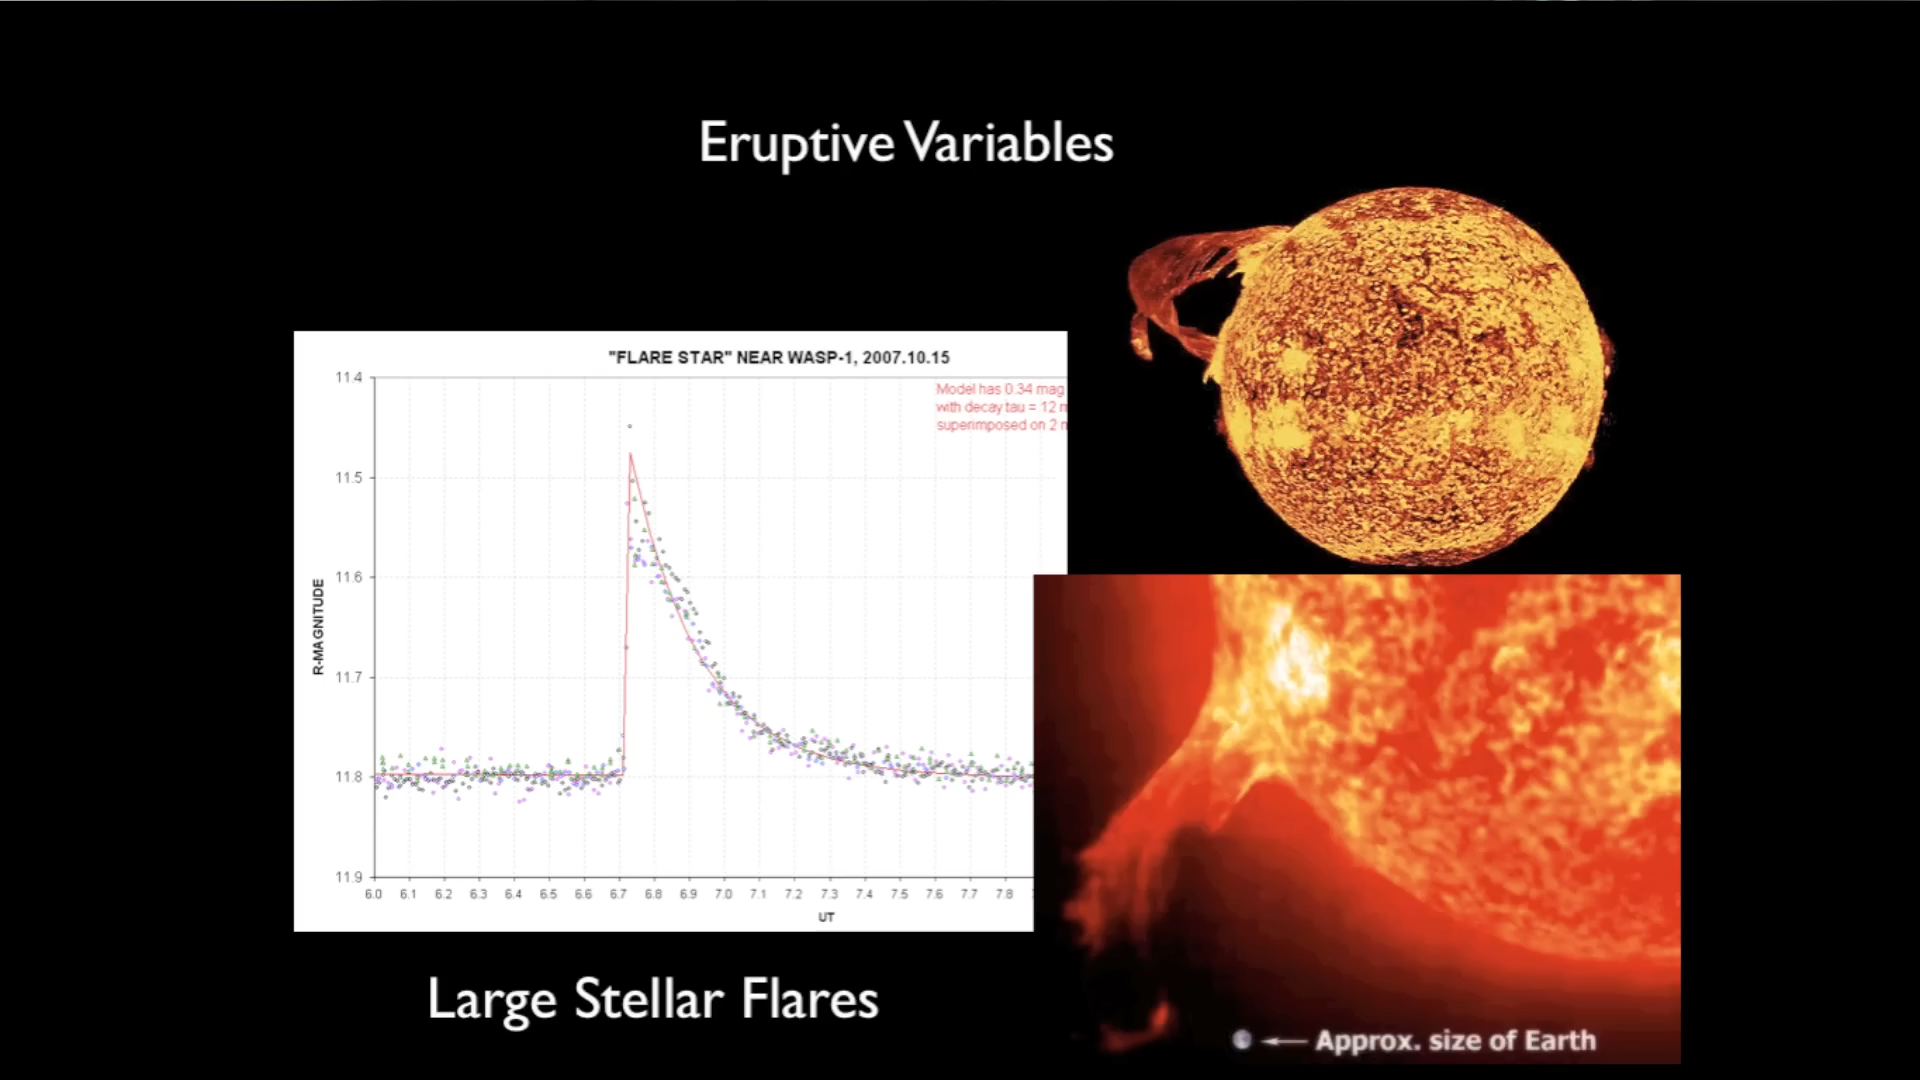 Eruptive Variables
"FLARE STAR" NEAR WASP-1, 2007.10.15
Model has 0.34 mag
with decay tau = 12
superimposed on 2
11.4
11.5
11.6
11.7
11.8
11.9
R-MAGNITUDE
6.0 6.1 6.2 6.3 6.4 6.5 6.6 6.7 6.8 6.9 7.0 7.1 7.2 7.3 7.4 7.5 7.6 7.7 7.8
UT
Large Stellar Flares
Approx. size of Earth